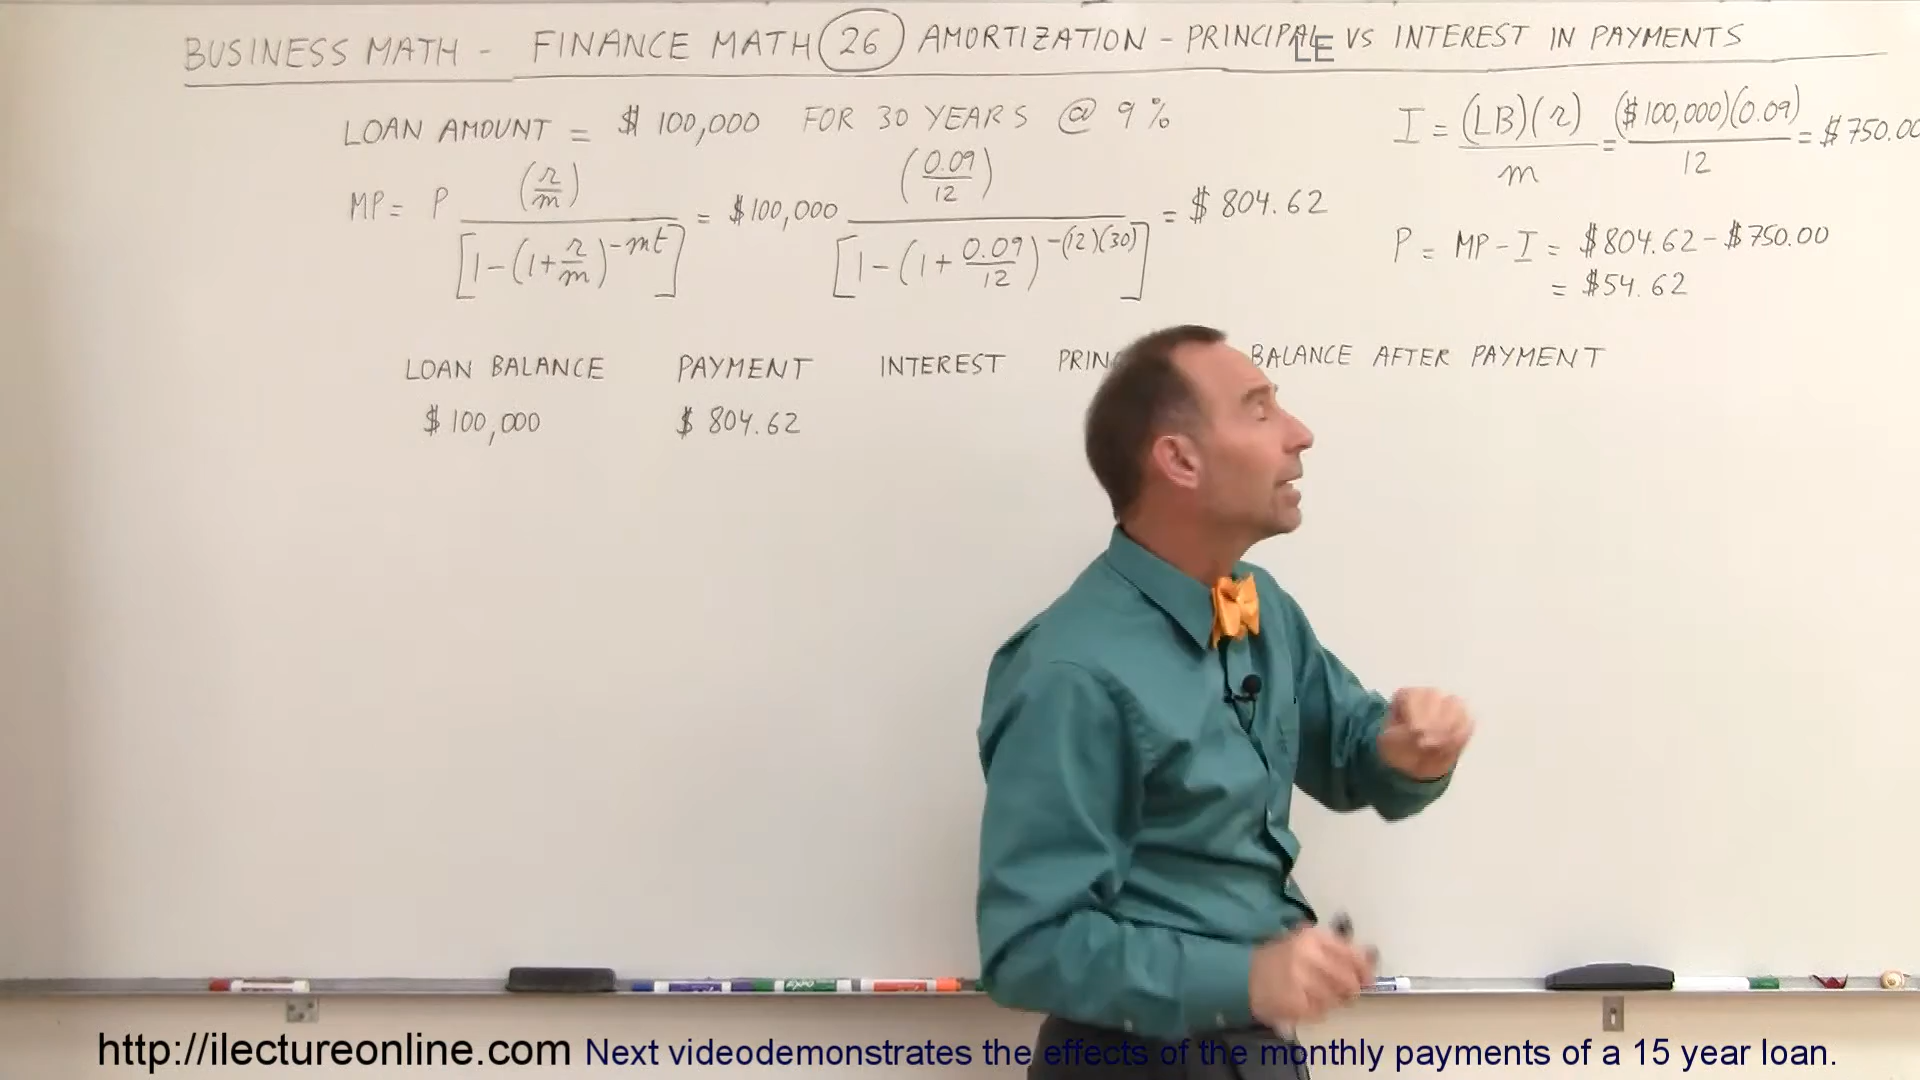 BUSINESS MATH - FINANCE MATH 26 AMORTIZATION - PRINCIPLE VS INTEREST IN PAYMENTS
LOAN AMOUNT = $ 100,000 FOR 30 YEARS @ 9%
MP = P (r/m) / [1-(1+r/m)^-mt] = $100,000 (0.09/12) / [1-(1+0.09/12)^-(12)(30)] = $ 804.62
I = (LB)(r)/m = ($100,000)(0.09)/12 = $750.00
P = MP - I = $804.62 - $750.00
= $54.62
LOAN BALANCE PAYMENT INTEREST BALANCE AFTER PAYMENT
$ 100,000 $ 804.62
http://ilectureonline.com Next videodemonstrates the effects of the monthly payments of a 15 year loan.